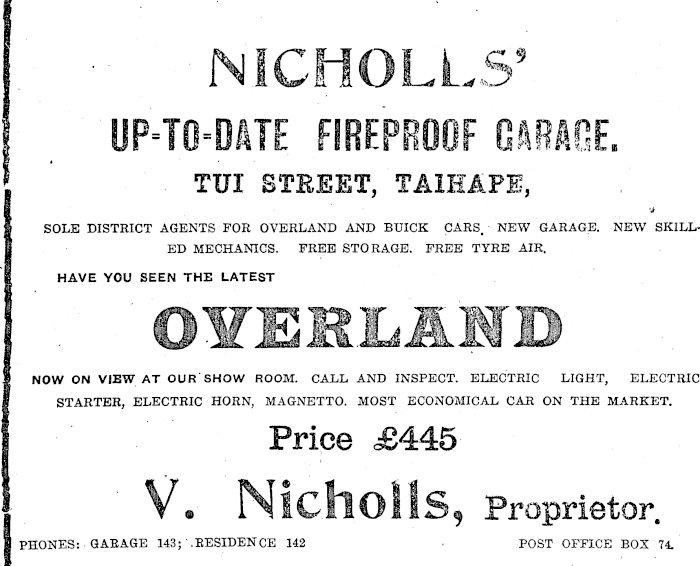 NICHOLLS'
UP=TO=DATE FIREPROOF GARAGE.
TUI STREET, TAIHAPE,
SOLE DISTRICT AGENTS FOR OVERLAND AND BUICK CARS. NEW GARAGE. NEW SKILL-
ED MECHANICS. FREE STORAGE. FREE TYRE AIR.
HAVE YOU SEEN THE LATEST
OVERLAND
NOW ON VIEW AT OUR SHOW ROOM. CALL AND INSPECT. ELECTRIC LIGHT, ELECTRIC
STARTER, ELECTRIC HORN, MAGNETTO. MOST ECONOMICAL CAR ON THE MARKET.
Price £445
V. Nicholls, Proprietor.
PHONES: GARAGE 143; RESIDENCE 142 POST OFFICE BOX 74.